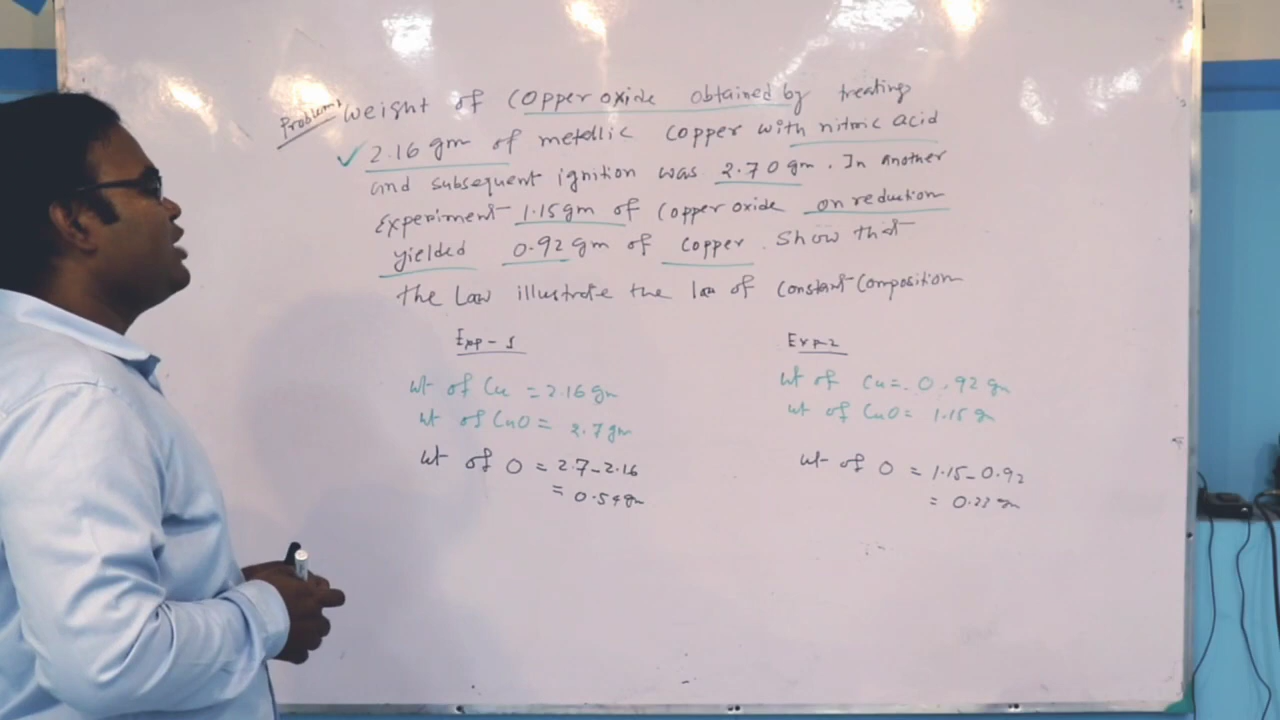 Problem:
Weight of Copper oxide obtained by treating
✓ 2.16 gm of metallic copper with nitric acid
and subsequent ignition was 2.70 gm. In another
experiment 1.15 gm of Copper oxide on reduction
yielded 0.92 gm of copper. Show that
the Law illustrate the law of constant Composition
Exp-1
wt of Cu = 2.16 gm
wt of CuO = 2.7 gm
wt of O = 2.7-2.16
= 0.54 gm
Exp-2
wt of Cu = 0.92 gm
wt of CuO = 1.15 g
wt of O = 1.15-0.92
= 0.23 gm